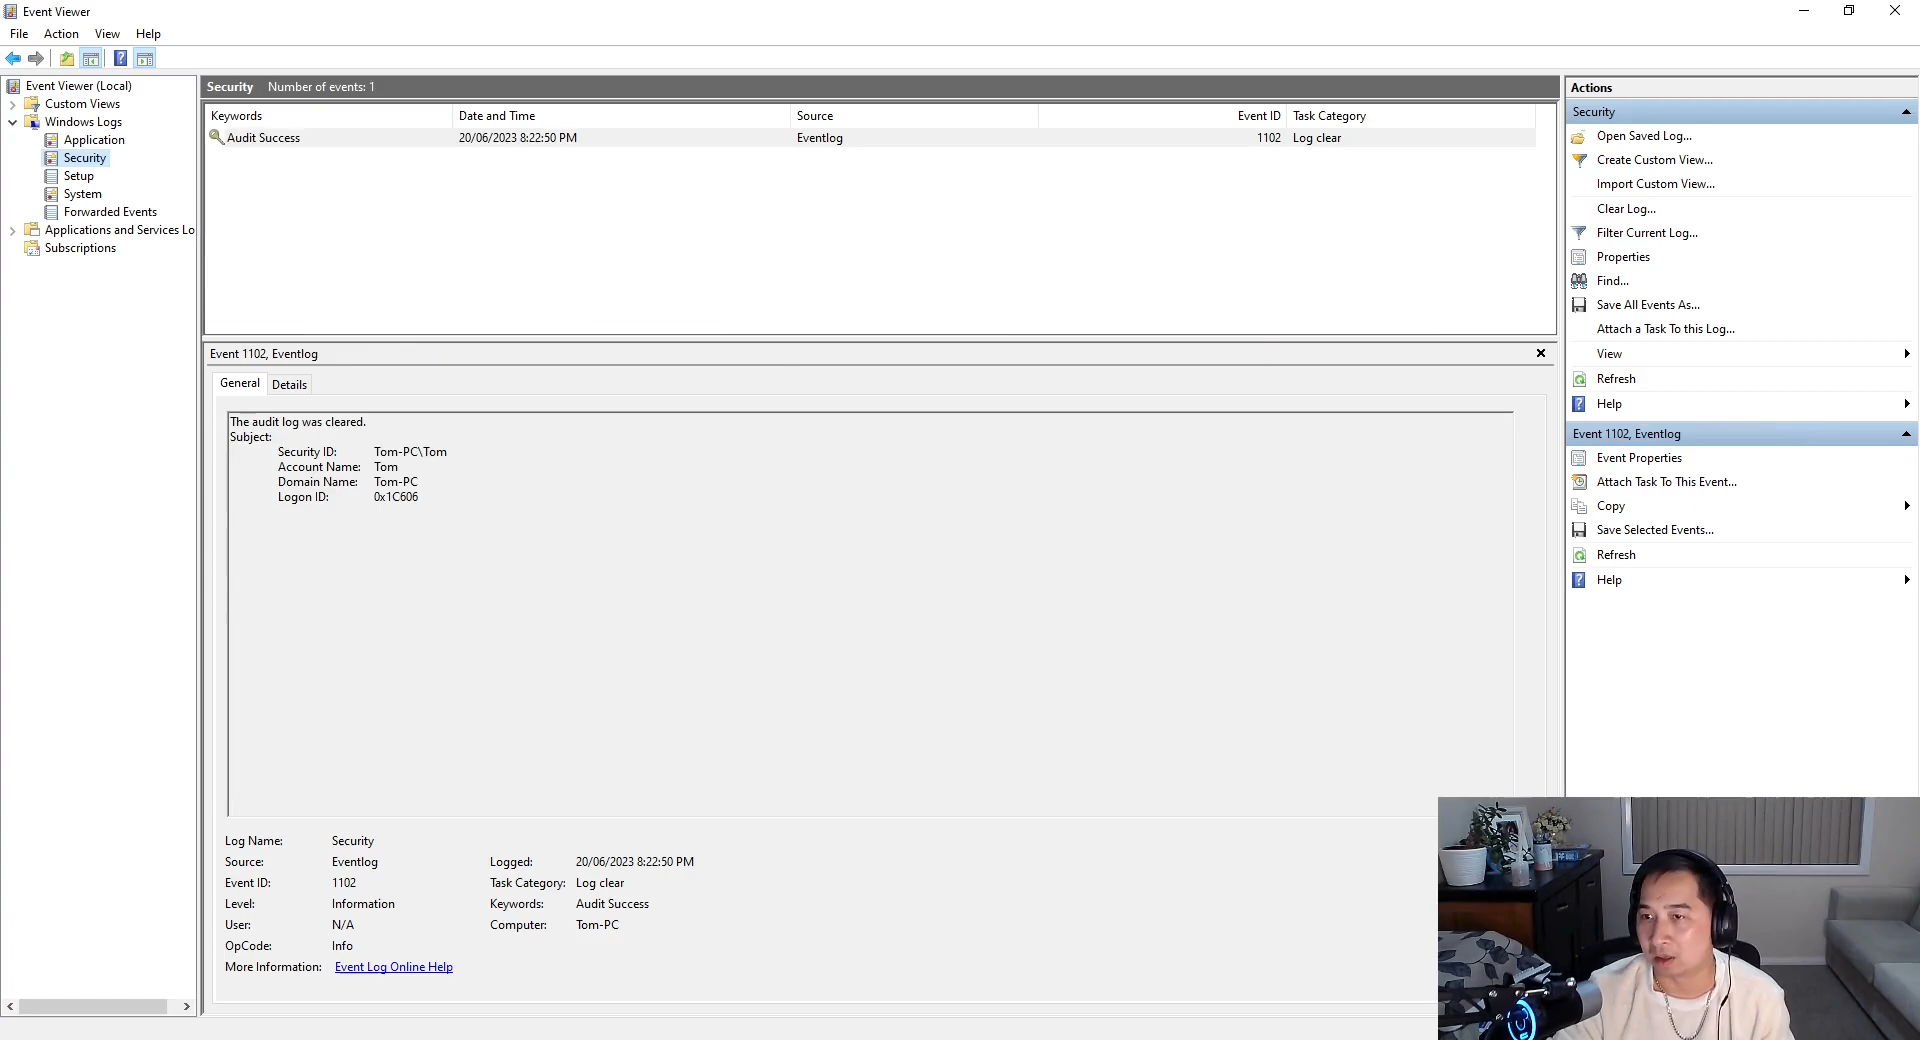 Event Viewer
File Action View Help
Event Viewer (Local)
Custom Views
Windows Logs
Application
Security
Setup
System
Forwarded Events
Applications and Services Lo
Subscriptions
Security Number of events: 1
Keywords Date and Time Source Event ID Task Category
Audit Success 20/06/2023 8:22:50 PM Eventlog 1102 Log clear
Event 1102, Eventlog
General Details
The audit log was cleared.
Subject:
Security ID: Tom-PC\Tom
Account Name: Tom
Domain Name: Tom-PC
Logon ID: 0x1C606
Log Name: Security
Source: Eventlog Logged: 20/06/2023 8:22:50 PM
Event ID: 1102 Task Category: Log clear
Level: Information Keywords: Audit Success
User: N/A Computer: Tom-PC
OpCode: Info
More Information: Event Log Online Help
Actions
Security
Open Saved Log...
Create Custom View...
Import Custom View...
Clear Log...
Filter Current Log...
Properties
Find...
Save All Events As...
Attach a Task To this Log...
View
Refresh
Help
Event 1102, Eventlog
Event Properties
Attach Task To This Event...
Copy
Save Selected Events...
Refresh
Help